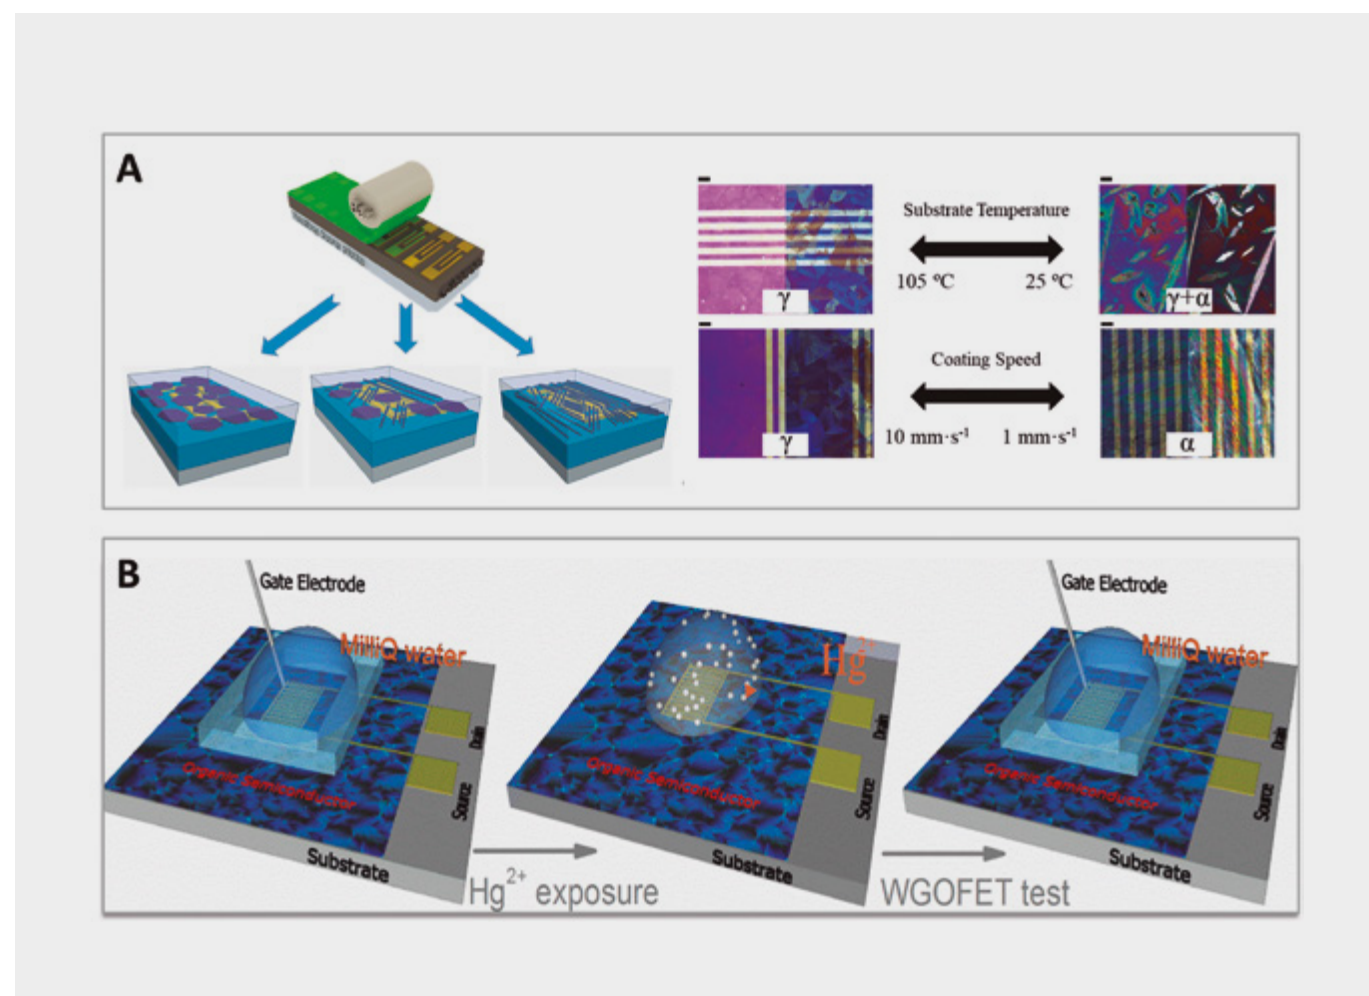 A
Substrate Temperature
105 ºC 25 ºC
γ
γ+α
Coating Speed
10 mm·s⁻¹ 1 mm·s⁻¹
γ
α
B
Gate Electrode
MilliQ water
Drain
Source
Organic Semiconductor
Substrate
Hg²⁺ exposure
Hg²⁺
Drain
Source
Organic Semiconductor
Substrate
WGOFET test
Gate Electrode
MilliQ water
Drain
Source
Organic Semiconductor
Substrate